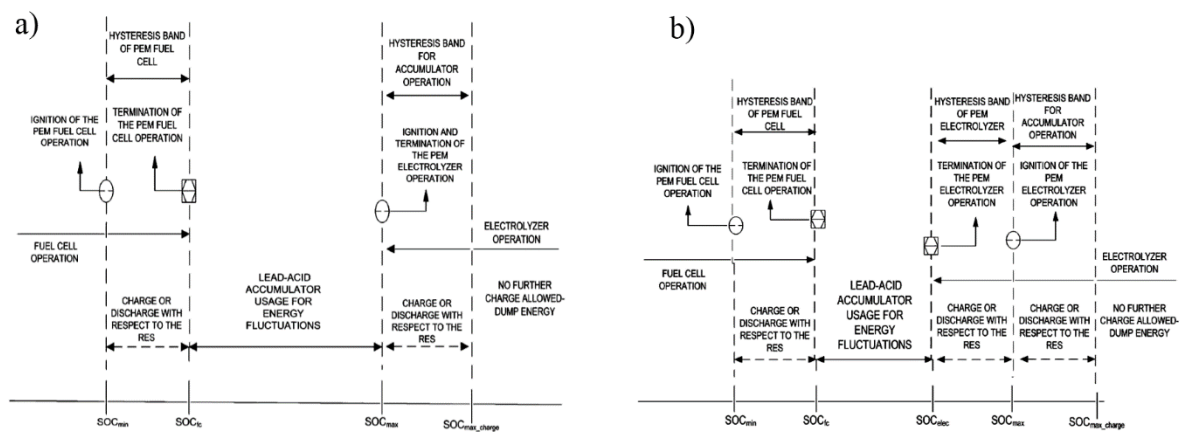 a)
HYSTERESIS BAND
OF PEM FUEL
CELL
HYSTERESIS BAND
FOR
ACCUMULATOR
OPERATION
IGNITION OF THE
PEM FUEL CELL
OPERATION
TERMINATION OF
THE PEM FUEL
CELL OPERATION
IGNITION AND
TERMINATION OF
THE PEM
ELECTROLYZER
OPERATION
FUEL CELL
OPERATION
ELECTROLYZER
OPERATION
LEAD-ACID
ACCUMULATOR
USAGE FOR
ENERGY
FLUCTUATIONS
CHARGE OR
DISCHARGE WITH
RESPECT TO THE
RES
CHARGE OR
DISCHARGE WITH
RESPECT TO THE
RES
NO FURTHER
CHARGE ALLOWED-
DUMP ENERGY
SOCmin
SOCfc
SOCmax
SOCmax_charge
b)
HYSTERESIS BAND
OF PEM FUEL
CELL
HYSTERESIS BAND
OF PEM
ELECTROLYZER
HYSTERESIS BAND
FOR
ACCUMULATOR
OPERATION
IGNITION OF THE
PEM FUEL CELL
OPERATION
TERMINATION OF
THE PEM FUEL
CELL OPERATION
TERMINATION OF
THE PEM
ELECTROLYZER
OPERATION
IGNITION OF THE
PEM
ELECTROLYZER
OPERATION
FUEL CELL
OPERATION
ELECTROLYZER
OPERATION
LEAD-ACID
ACCUMULATOR
USAGE FOR
ENERGY
FLUCTUATIONS
CHARGE OR
DISCHARGE WITH
RESPECT TO THE
RES
CHARGE OR
DISCHARGE WITH
RESPECT TO THE
RES
CHARGE OR
DISCHARGE WITH
RESPECT TO THE
RES
NO FURTHER
CHARGE ALLOWED-
DUMP ENERGY
SOCmin
SOCfc
SOCelec
SOCmax
SOCmax_charge